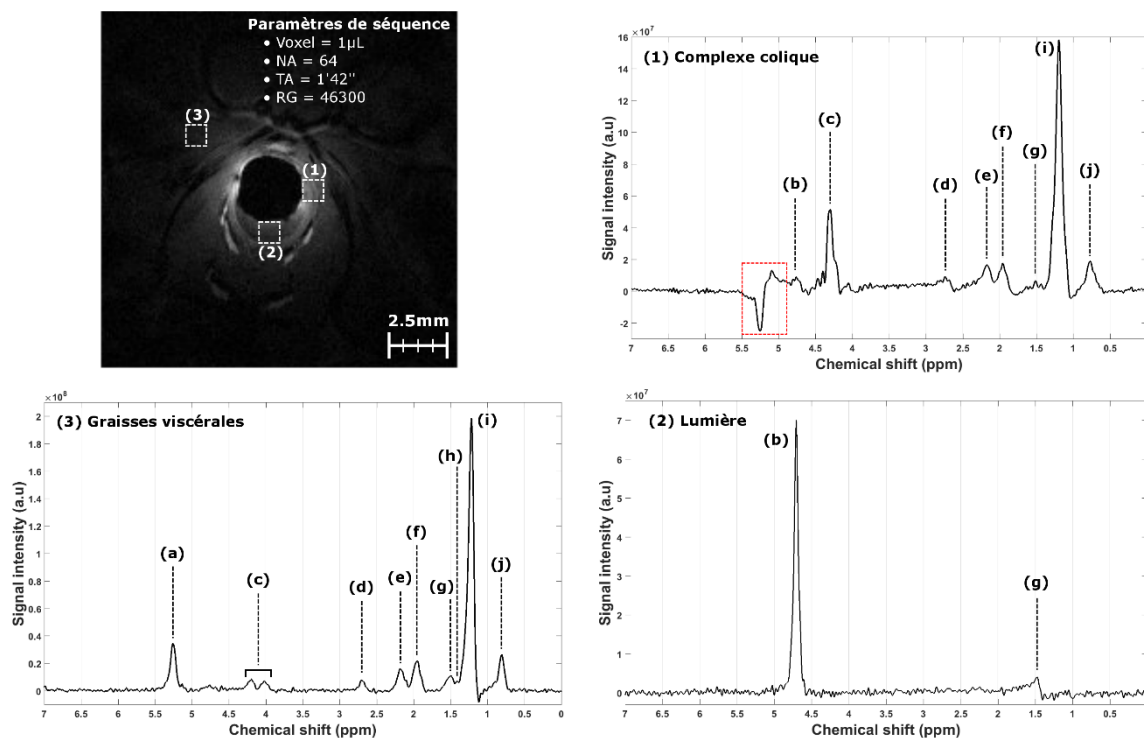 Paramètres de séquence
• Voxel = 1µL
• NA = 64
• TA = 1'42"
• RG = 46300
(3)
(1)
(2)
2.5mm
×10⁷
(1) Complexe colique
(i)
(c)
(f)
(g)
(b)
(d)
(e)
(j)
Signal intensity (a.u)
16
14
12
10
8
6
4
2
0
-2
7 6.5 6 5.5 5 4.5 4 3.5 3 2.5 2 1.5 1 0.5
Chemical shift (ppm)
×10⁸
(3) Graisses viscérales
(i)
(h)
(f)
(a)
(c)
(d)
(e)
(g)
(j)
Signal intensity (a.u)
2
1.8
1.6
1.4
1.2
1
0.8
0.6
0.4
0.2
0
7 6.5 6 5.5 5 4.5 4 3.5 3 2.5 2 1.5 1 0.5 0
Chemical shift (ppm)
×10⁷
(2) Lumière
(b)
(g)
Signal intensity (a.u)
7
6
5
4
3
2
1
0
7 6.5 6 5.5 5 4.5 4 3.5 3 2.5 2 1.5 1 0.5
Chemical shift (ppm)